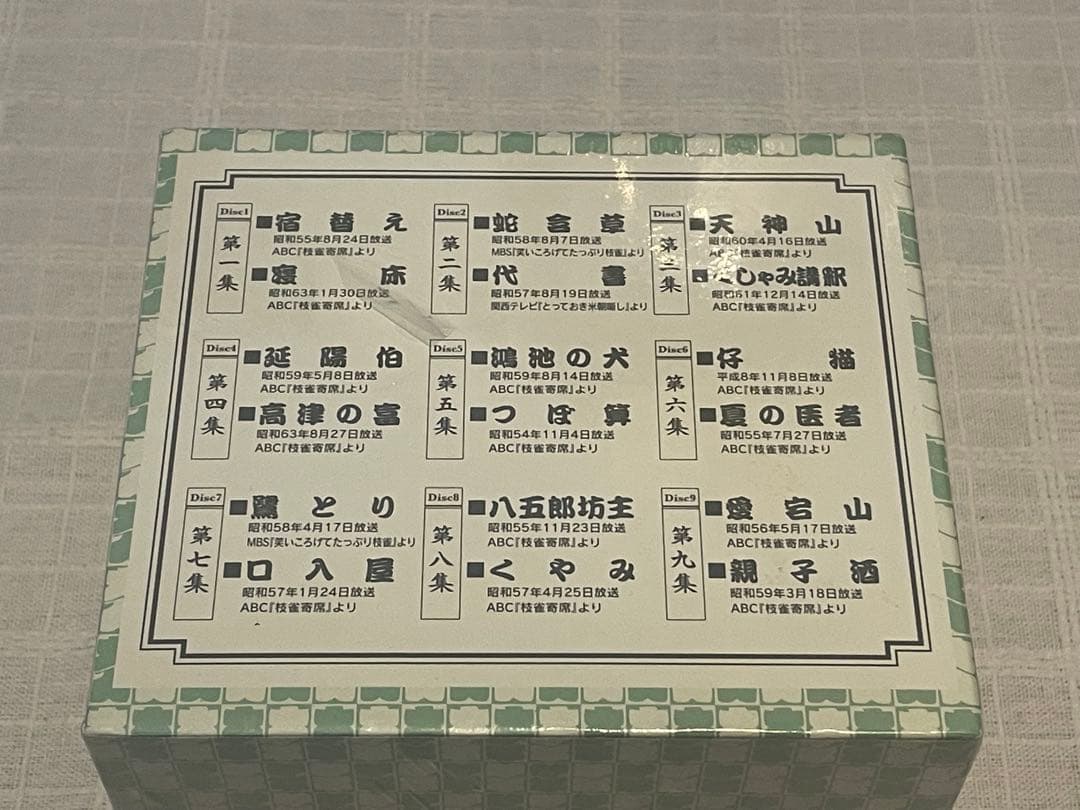 Disc1
第一集
■宿替え
昭和55年8月24日放送
ABC『枝雀寄席』より
■寝床
昭和63年1月30日放送
ABC『枝雀寄席』より
Disc2
第二集
■蛇含草
昭和58年8月7日放送
MBS『笑いころげてたっぷり枝雀』より
■代書
昭和57年8月19日放送
関西テレビ『とっておき米朝噺し』より
Disc3
第三集
■天神山
昭和60年4月16日放送
ABC『枝雀寄席』より
■くしゃみ講釈
昭和61年12月14日放送
ABC『枝雀寄席』より
Disc4
第四集
■延陽伯
昭和59年5月8日放送
ABC『枝雀寄席』より
■高津の富
昭和63年8月27日放送
ABC『枝雀寄席』より
Disc5
第五集
■鴻池の犬
昭和59年8月14日放送
ABC『枝雀寄席』より
■つぼ算
昭和54年11月4日放送
ABC『枝雀寄席』より
Disc6
第六集
■仔猫
平成8年11月8日放送
ABC『枝雀寄席』より
■夏の医者
昭和55年7月27日放送
ABC『枝雀寄席』より
Disc7
第七集
■鷺とり
昭和58年4月17日放送
MBS『笑いころげてたっぷり枝雀』より
■口入屋
昭和57年1月24日放送
ABC『枝雀寄席』より
Disc8
第八集
■八五郎坊主
昭和55年11月23日放送
ABC『枝雀寄席』より
■くやみ
昭和57年4月25日放送
ABC『枝雀寄席』より
Disc9
第九集
■愛宕山
昭和56年5月17日放送
ABC『枝雀寄席』より
■親子酒
昭和59年3月18日放送
ABC『枝雀寄席』より